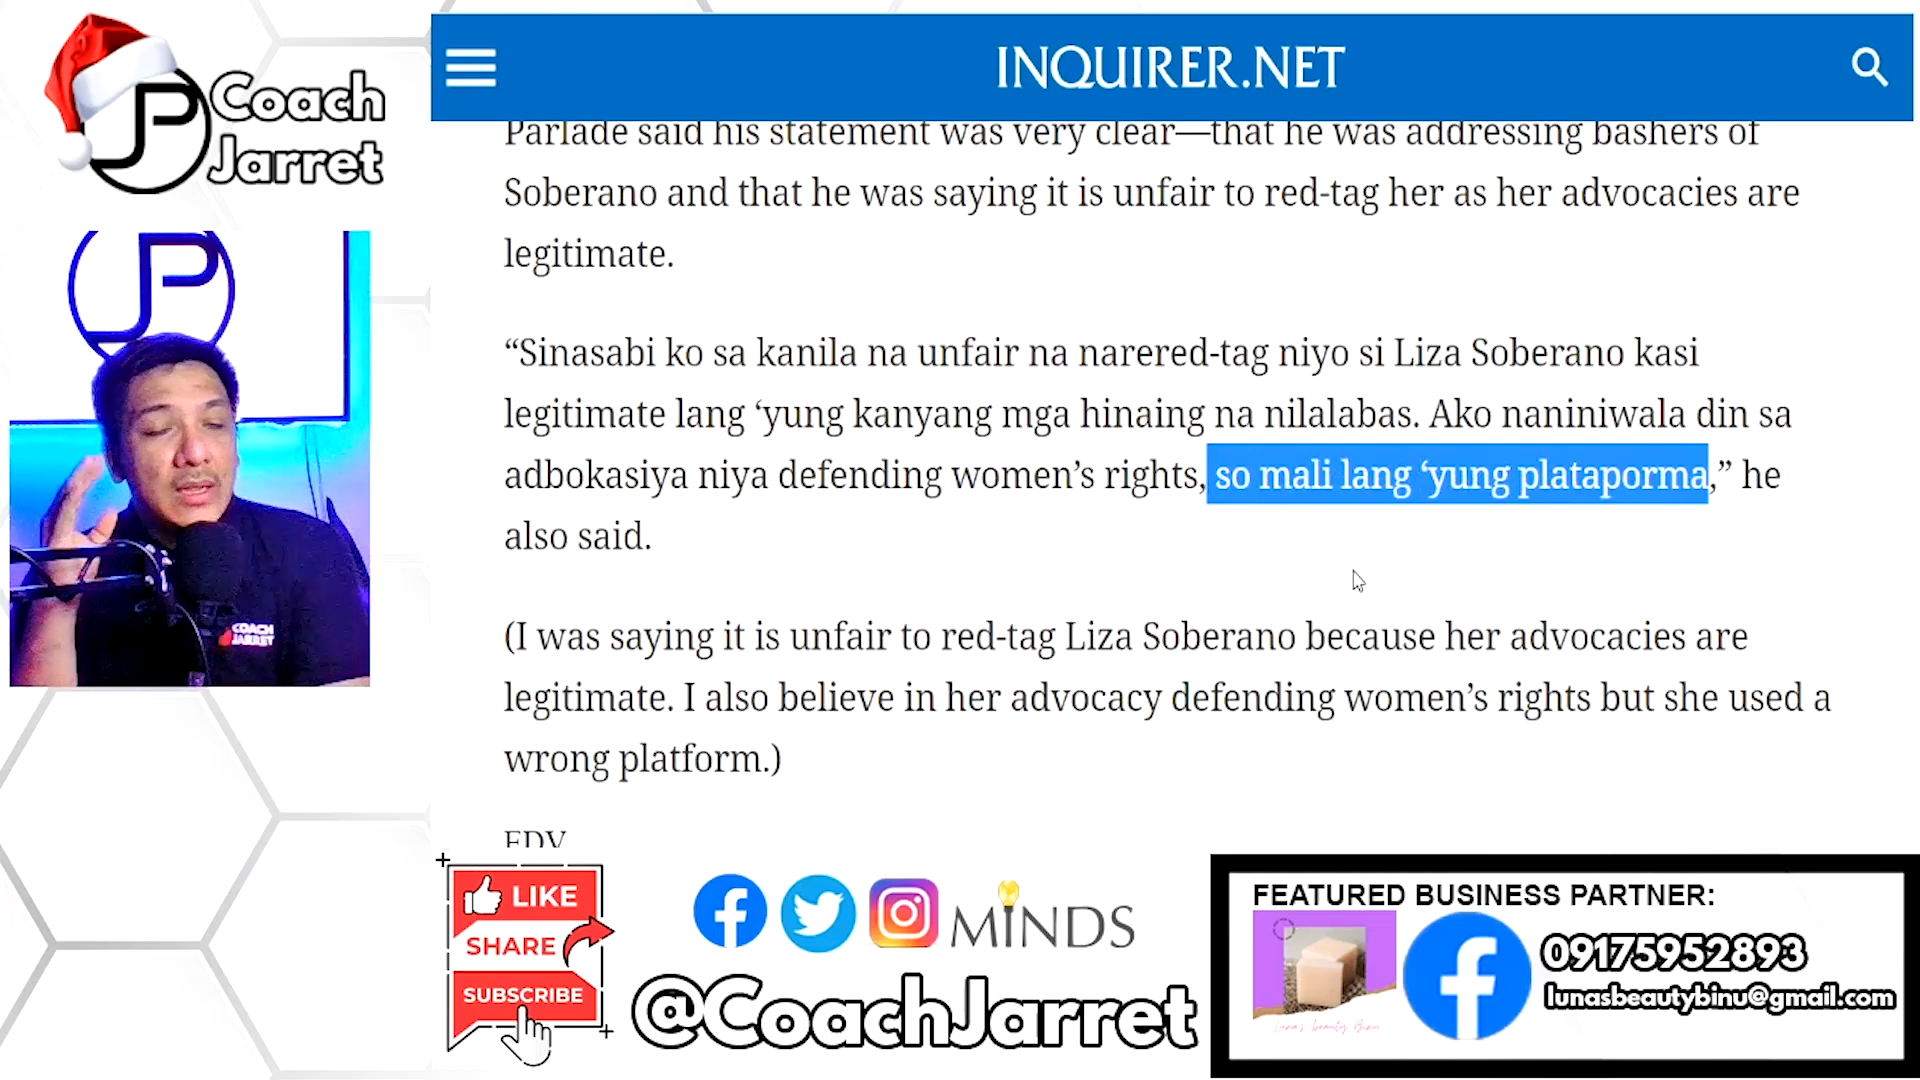 Coach
Jarret
INQUIRER.NET
Parlade said his statement was very clear—that he was addressing bashers of
Soberano and that he was saying it is unfair to red-tag her as her advocacies are
legitimate.
“Sinasabi ko sa kanila na unfair na narered-tag niyo si Liza Soberano kasi
legitimate lang ‘yung kanyang mga hinaing na nilalabas. Ako naniniwala din sa
adbokasiya niya defending women’s rights, so mali lang ‘yung plataporma,” he
also said.
(I was saying it is unfair to red-tag Liza Soberano because her advocacies are
legitimate. I also believe in her advocacy defending women’s rights but she used a
wrong platform.)
EDV
COACH
JARRET
LIKE
SHARE
SUBSCRIBE
MINDS
@CoachJarret
FEATURED BUSINESS PARTNER:
09175952893
lunasbeautybinu@gmail.com
Luna's Beauty Binu